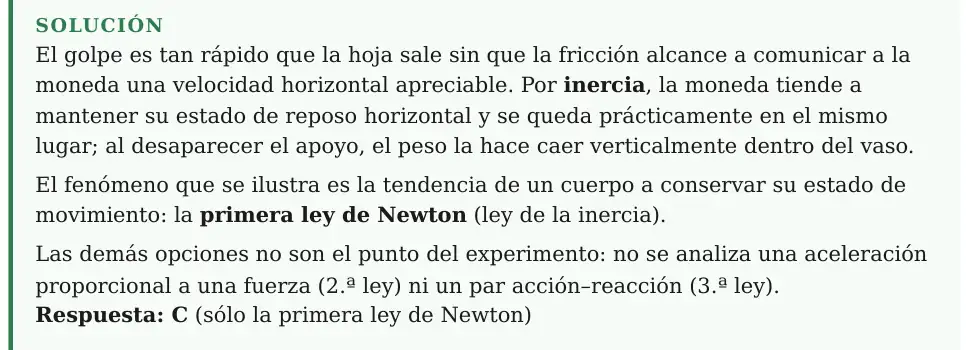 SOLUCIÓN
El golpe es tan rápido que la hoja sale sin que la fricción alcance a comunicar a la
moneda una velocidad horizontal apreciable. Por inercia, la moneda tiende a
mantener su estado de reposo horizontal y se queda prácticamente en el mismo
lugar; al desaparecer el apoyo, el peso la hace caer verticalmente dentro del vaso.
El fenómeno que se ilustra es la tendencia de un cuerpo a conservar su estado de
movimiento: la primera ley de Newton (ley de la inercia).
Las demás opciones no son el punto del experimento: no se analiza una aceleración
proporcional a una fuerza (2.ª ley) ni un par acción–reacción (3.ª ley).
Respuesta: C (sólo la primera ley de Newton)